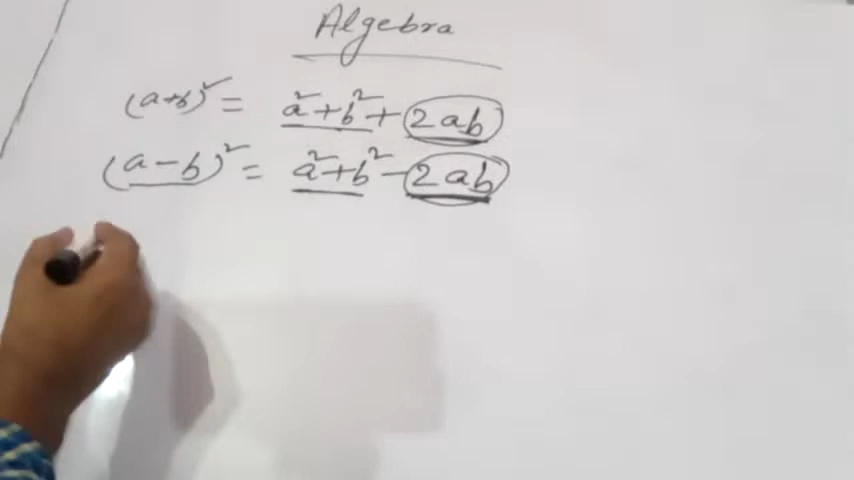 Algebra
(a+b)² = a²+b²+2ab
(a-b)² = a²+b²-2ab